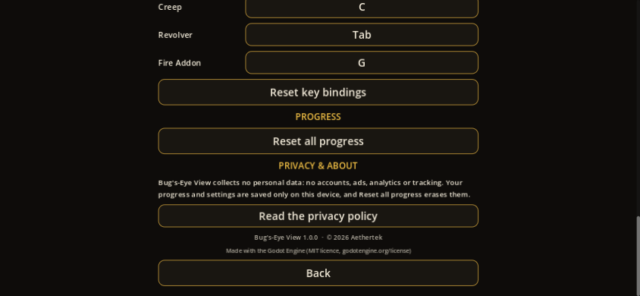 Creep
C
Revolver
Tab
Fire Addon
G
Reset key bindings
PROGRESS
Reset all progress
PRIVACY & ABOUT
Bug's-Eye View collects no personal data: no accounts, ads, analytics or tracking. Your
progress and settings are saved only on this device, and Reset all progress erases them.
Read the privacy policy
Bug's-Eye View 1.0.0 · © 2026 Aethertek
Made with the Godot Engine (MIT licence, godotengine.org/license)
Back